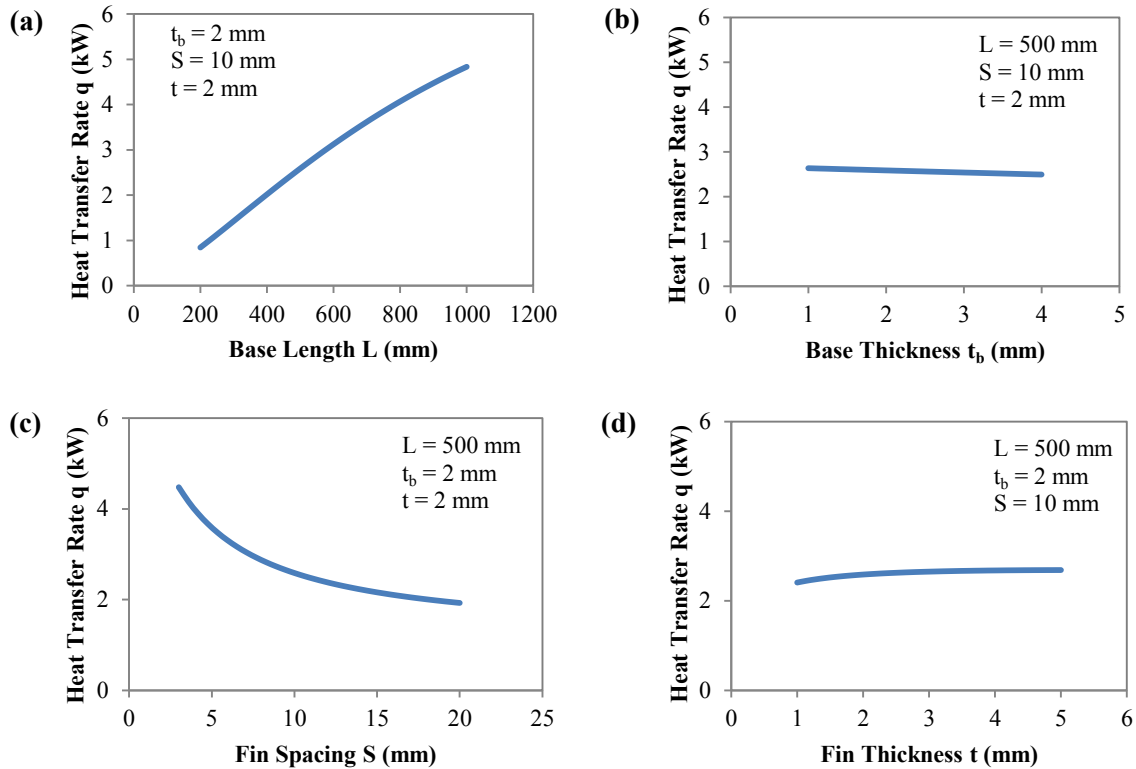 (a)
Heat Transfer Rate q (kW)
6
5
4
3
2
1
0
t_b = 2 mm
S = 10 mm
t = 2 mm
0 200 400 600 800 1000 1200
Base Length L (mm)
(b)
Heat Transfer Rate q (kW)
6
5
4
3
2
1
0
L = 500 mm
S = 10 mm
t = 2 mm
0 1 2 3 4 5
Base Thickness t_b (mm)
(c)
Heat Transfer Rate q (kW)
6
4
2
0
L = 500 mm
t_b = 2 mm
t = 2 mm
0 5 10 15 20 25
Fin Spacing S (mm)
(d)
Heat Transfer Rate q (kW)
6
4
2
0
L = 500 mm
t_b = 2 mm
S = 10 mm
0 1 2 3 4 5 6
Fin Thickness t (mm)